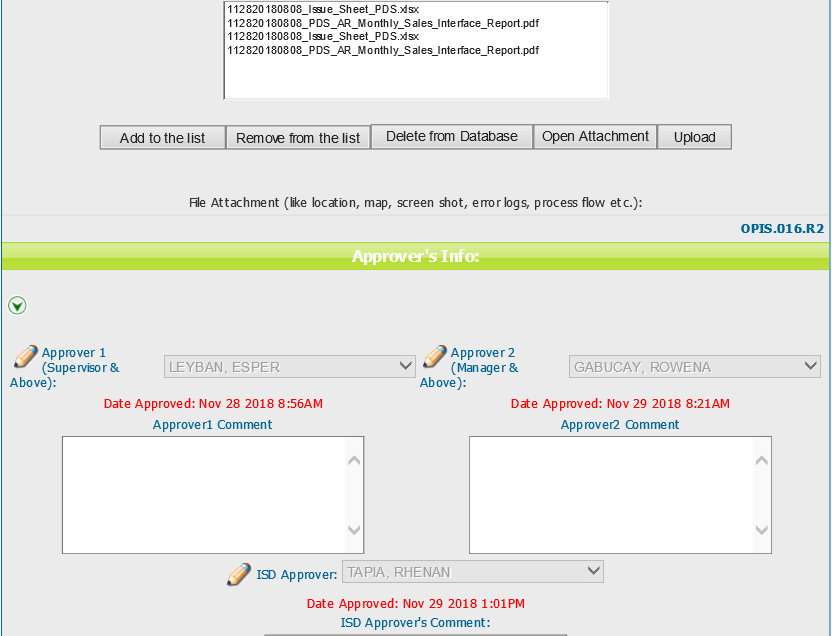 112820180808_Issue_Sheet_PDS.xlsx
112820180808_PDS_AR_Monthly_Sales_Interface_Report.pdf
112820180808_Issue_Sheet_PDS.xlsx
112820180808_PDS_AR_Monthly_Sales_Interface_Report.pdf
Add to the list Remove from the list Delete from Database Open Attachment Upload
File Attachment (like location, map, screen shot, error logs, process flow etc.):
OPIS.016.R2
Approver's Info:
Approver 1
(Supervisor &
Above):
LEYBAN, ESPER
Approver 2
(Manager &
Above):
GABUCAY, ROWENA
Date Approved: Nov 28 2018 8:56AM
Date Approved: Nov 29 2018 8:21AM
Approver1 Comment
Approver2 Comment
ISD Approver: TAPIA, RHENAN
Date Approved: Nov 29 2018 1:01PM
ISD Approver's Comment: